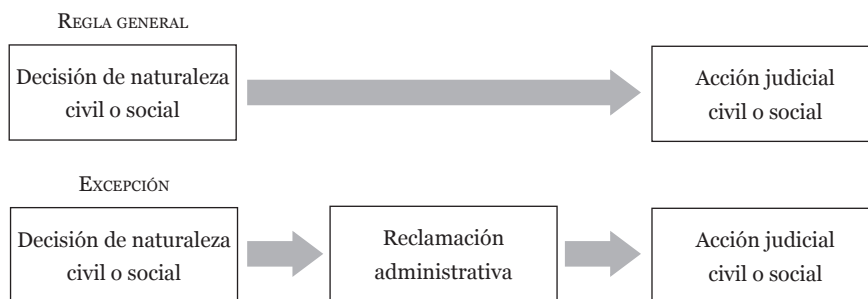 REGLA GENERAL
Decisión de naturaleza
civil o social
Acción judicial
civil o social
EXCEPCIÓN
Decisión de naturaleza
civil o social
Reclamación
administrativa
Acción judicial
civil o social